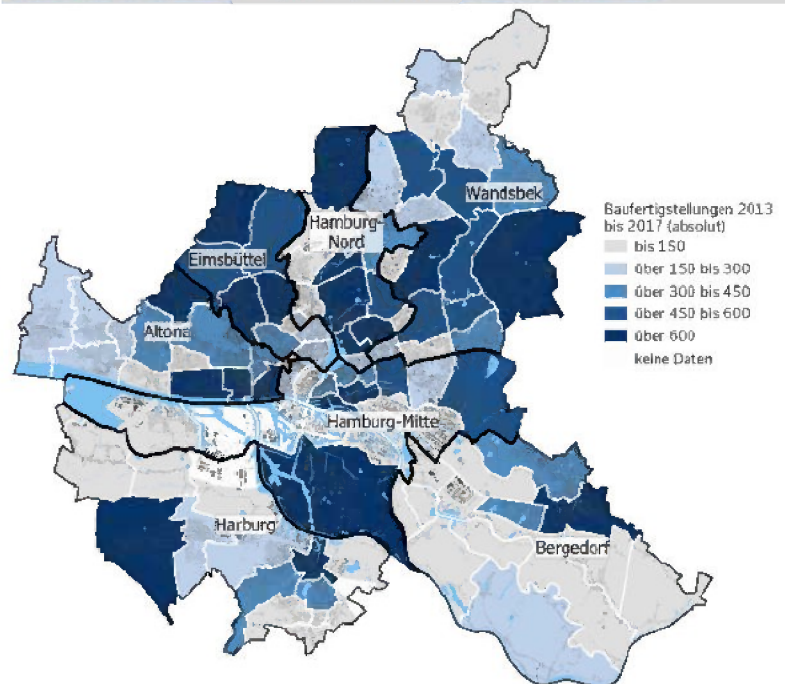 Wandsbek
Hamburg-
Nord
Eimsbüttel
Altona
Hamburg-Mitte
Harburg
Bergedorf
Baufertigstellungen 2013
bis 2017 (absolut)
bis 150
über 150 bis 300
über 300 bis 450
über 450 bis 600
über 600
keine Daten